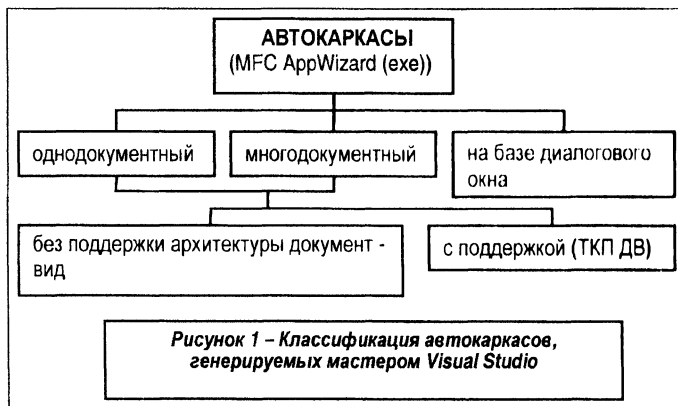 АВТОКАРКАСЫ
(MFC AppWizard (exe))
однодокументный
многодокументный
на базе диалогового
окна
без поддержки архитектуры документ -
вид
с поддержкой (ТКП ДВ)
Рисунок 1 – Классификация автокаркасов,
генерируемых мастером Visual Studio